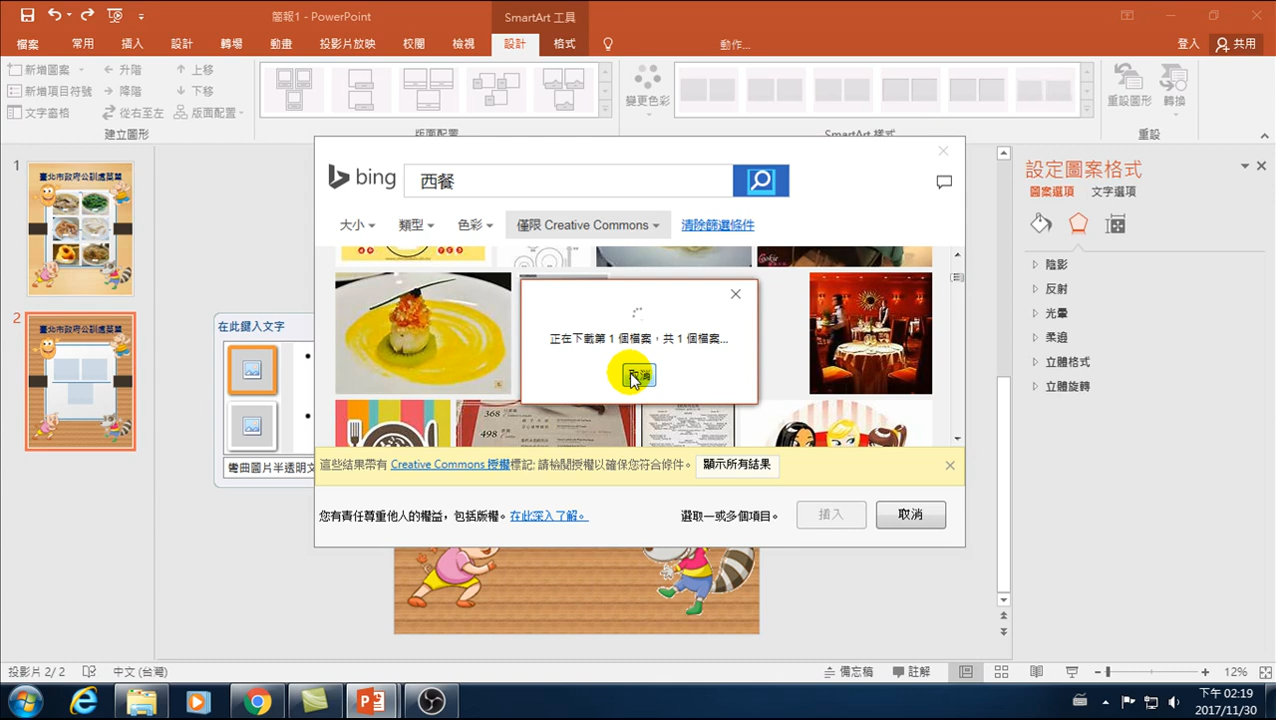 簡報1 - PowerPoint
SmartArt 工具
檔案 常用 插入 設計 轉場 動畫 投影片放映 校閱 檢視 設計 格式 動作... 登入 共用
新增圖案 升階 上移
新增項目符號 降階 下移
文字窗格 從右至左 版面配置
變更色彩
重設圖形 轉換
建立圖形 版面配置 SmartArt 樣式 重設
bing 西餐
大小 類型 色彩 僅限 Creative Commons 清除篩選條件
正在下載第 1 個檔案，共 1 個檔案...
取消
368
498
這些結果帶有 Creative Commons 授權標記; 請檢閱授權以確保您符合條件。 顯示所有結果
您有責任尊重他人的權益，包括版權。在此深入了解。 選取一或多個項目。 插入 取消
1
臺北市政府公訓處菜單
2
臺北市政府公訓處菜單
在此鍵入文字
彎曲圖片半透明文
設定圖案格式
圖案選項 文字選項
陰影
反射
光暈
柔邊
立體格式
立體旋轉
投影片 2/ 2 中文 (台灣) 備忘稿 註解 12%
下午 02:19
2017/11/30